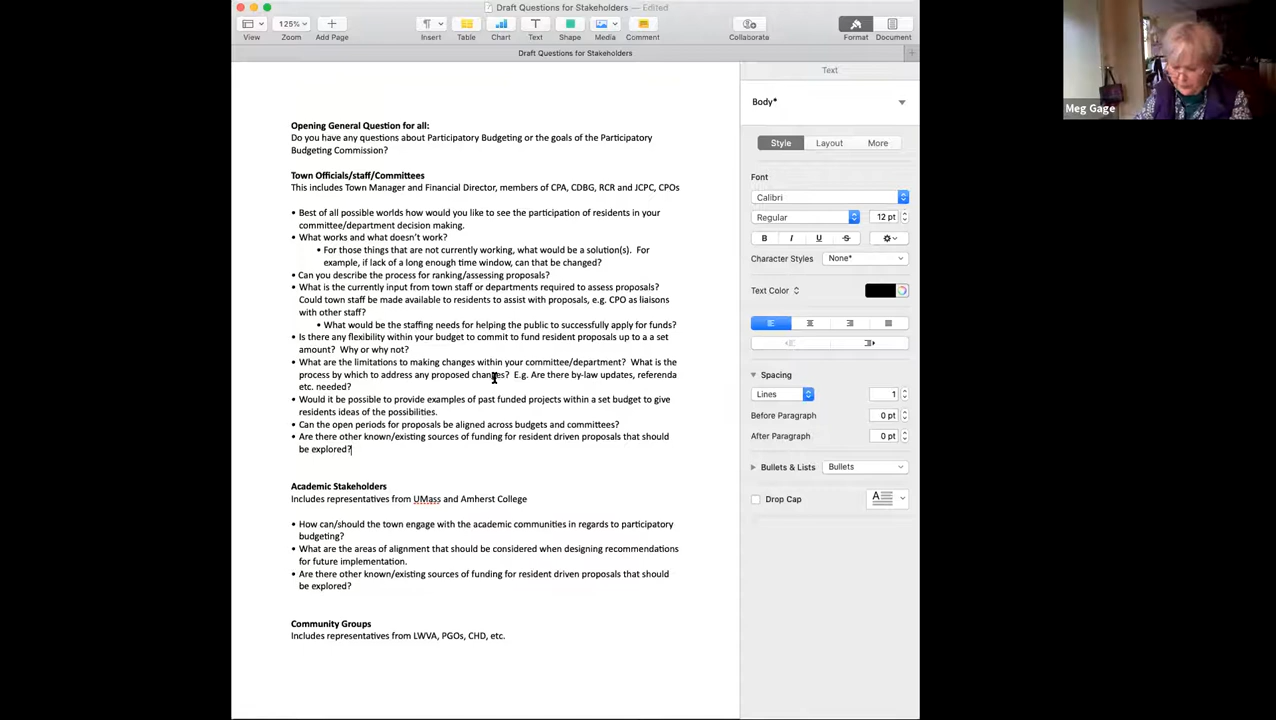 Draft Questions for Stakeholders — Edited
125%
View
Zoom
Add Page
Insert
Table
Chart
Text
Shape
Media
Comment
Collaborate
Format
Document
Draft Questions for Stakeholders
Opening General Question for all:
Do you have any questions about Participatory Budgeting or the goals of the Participatory
Budgeting Commission?
Town Officials/staff/Committees
This includes Town Manager and Financial Director, members of CPA, CDBG, RCR and JCPC, CPOs
• Best of all possible worlds how would you like to see the participation of residents in your
committee/department decision making.
• What works and what doesn't work?
• For those things that are not currently working, what would be a solution(s). For
example, if lack of a long enough time window, can that be changed?
• Can you describe the process for ranking/assessing proposals?
• What is the currently input from town staff or departments required to assess proposals?
Could town staff be made available to residents to assist with proposals, e.g. CPO as liaisons
with other staff?
• What would be the staffing needs for helping the public to successfully apply for funds?
• Is there any flexibility within your budget to commit to fund resident proposals up to a a set
amount? Why or why not?
• What are the limitations to making changes within your committee/department? What is the
process by which to address any proposed changes? E.g. Are there by-law updates, referenda
etc. needed?
• Would it be possible to provide examples of past funded projects within a set budget to give
residents ideas of the possibilities.
• Can the open periods for proposals be aligned across budgets and committees?
• Are there other known/existing sources of funding for resident driven proposals that should
be explored?
Academic Stakeholders
Includes representatives from UMass and Amherst College
• How can/should the town engage with the academic communities in regards to participatory
budgeting?
• What are the areas of alignment that should be considered when designing recommendations
for future implementation.
• Are there other known/existing sources of funding for resident driven proposals that should
be explored?
Community Groups
Includes representatives from LWVA, PGOs, CHD, etc.
Text
Body*
Style
Layout
More
Font
Calibri
Regular
12 pt
B I U S
Character Styles
None*
Text Color
Spacing
Lines
1
Before Paragraph
0 pt
After Paragraph
0 pt
Bullets & Lists
Bullets
Drop Cap
A
Meg Gage